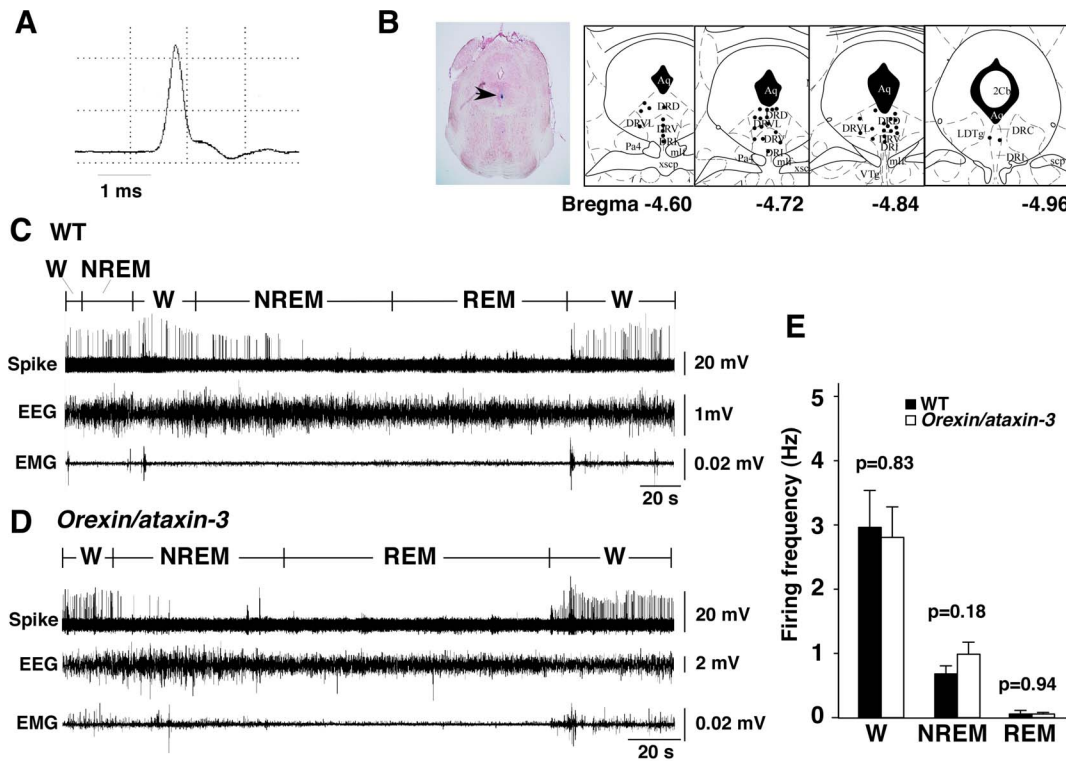 A
1 ms
B
Aq
DRD
DRVL
DRV
DRI
Pa4
mlf
xscp
Aq
DRD
DRVL
DRV
DRI
Pa4
mlf
xsc
Aq
DRD
DRVL
DRV
DRI
mlf
VTg
2Cb
Aq
LDTg
DRC
DRI
scp
Bregma -4.60
-4.72
-4.84
-4.96
C WT
W NREM
W NREM REM W
Spike
20 mV
EEG
1mV
EMG
0.02 mV
20 s
D Orexin/ataxin-3
W NREM REM W
Spike
20 mV
EEG
2 mV
EMG
0.02 mV
20 s
E
WT
Orexin/ataxin-3
Firing frequency (Hz)
5
4
3
2
1
0
p=0.83
p=0.18
p=0.94
W NREM REM